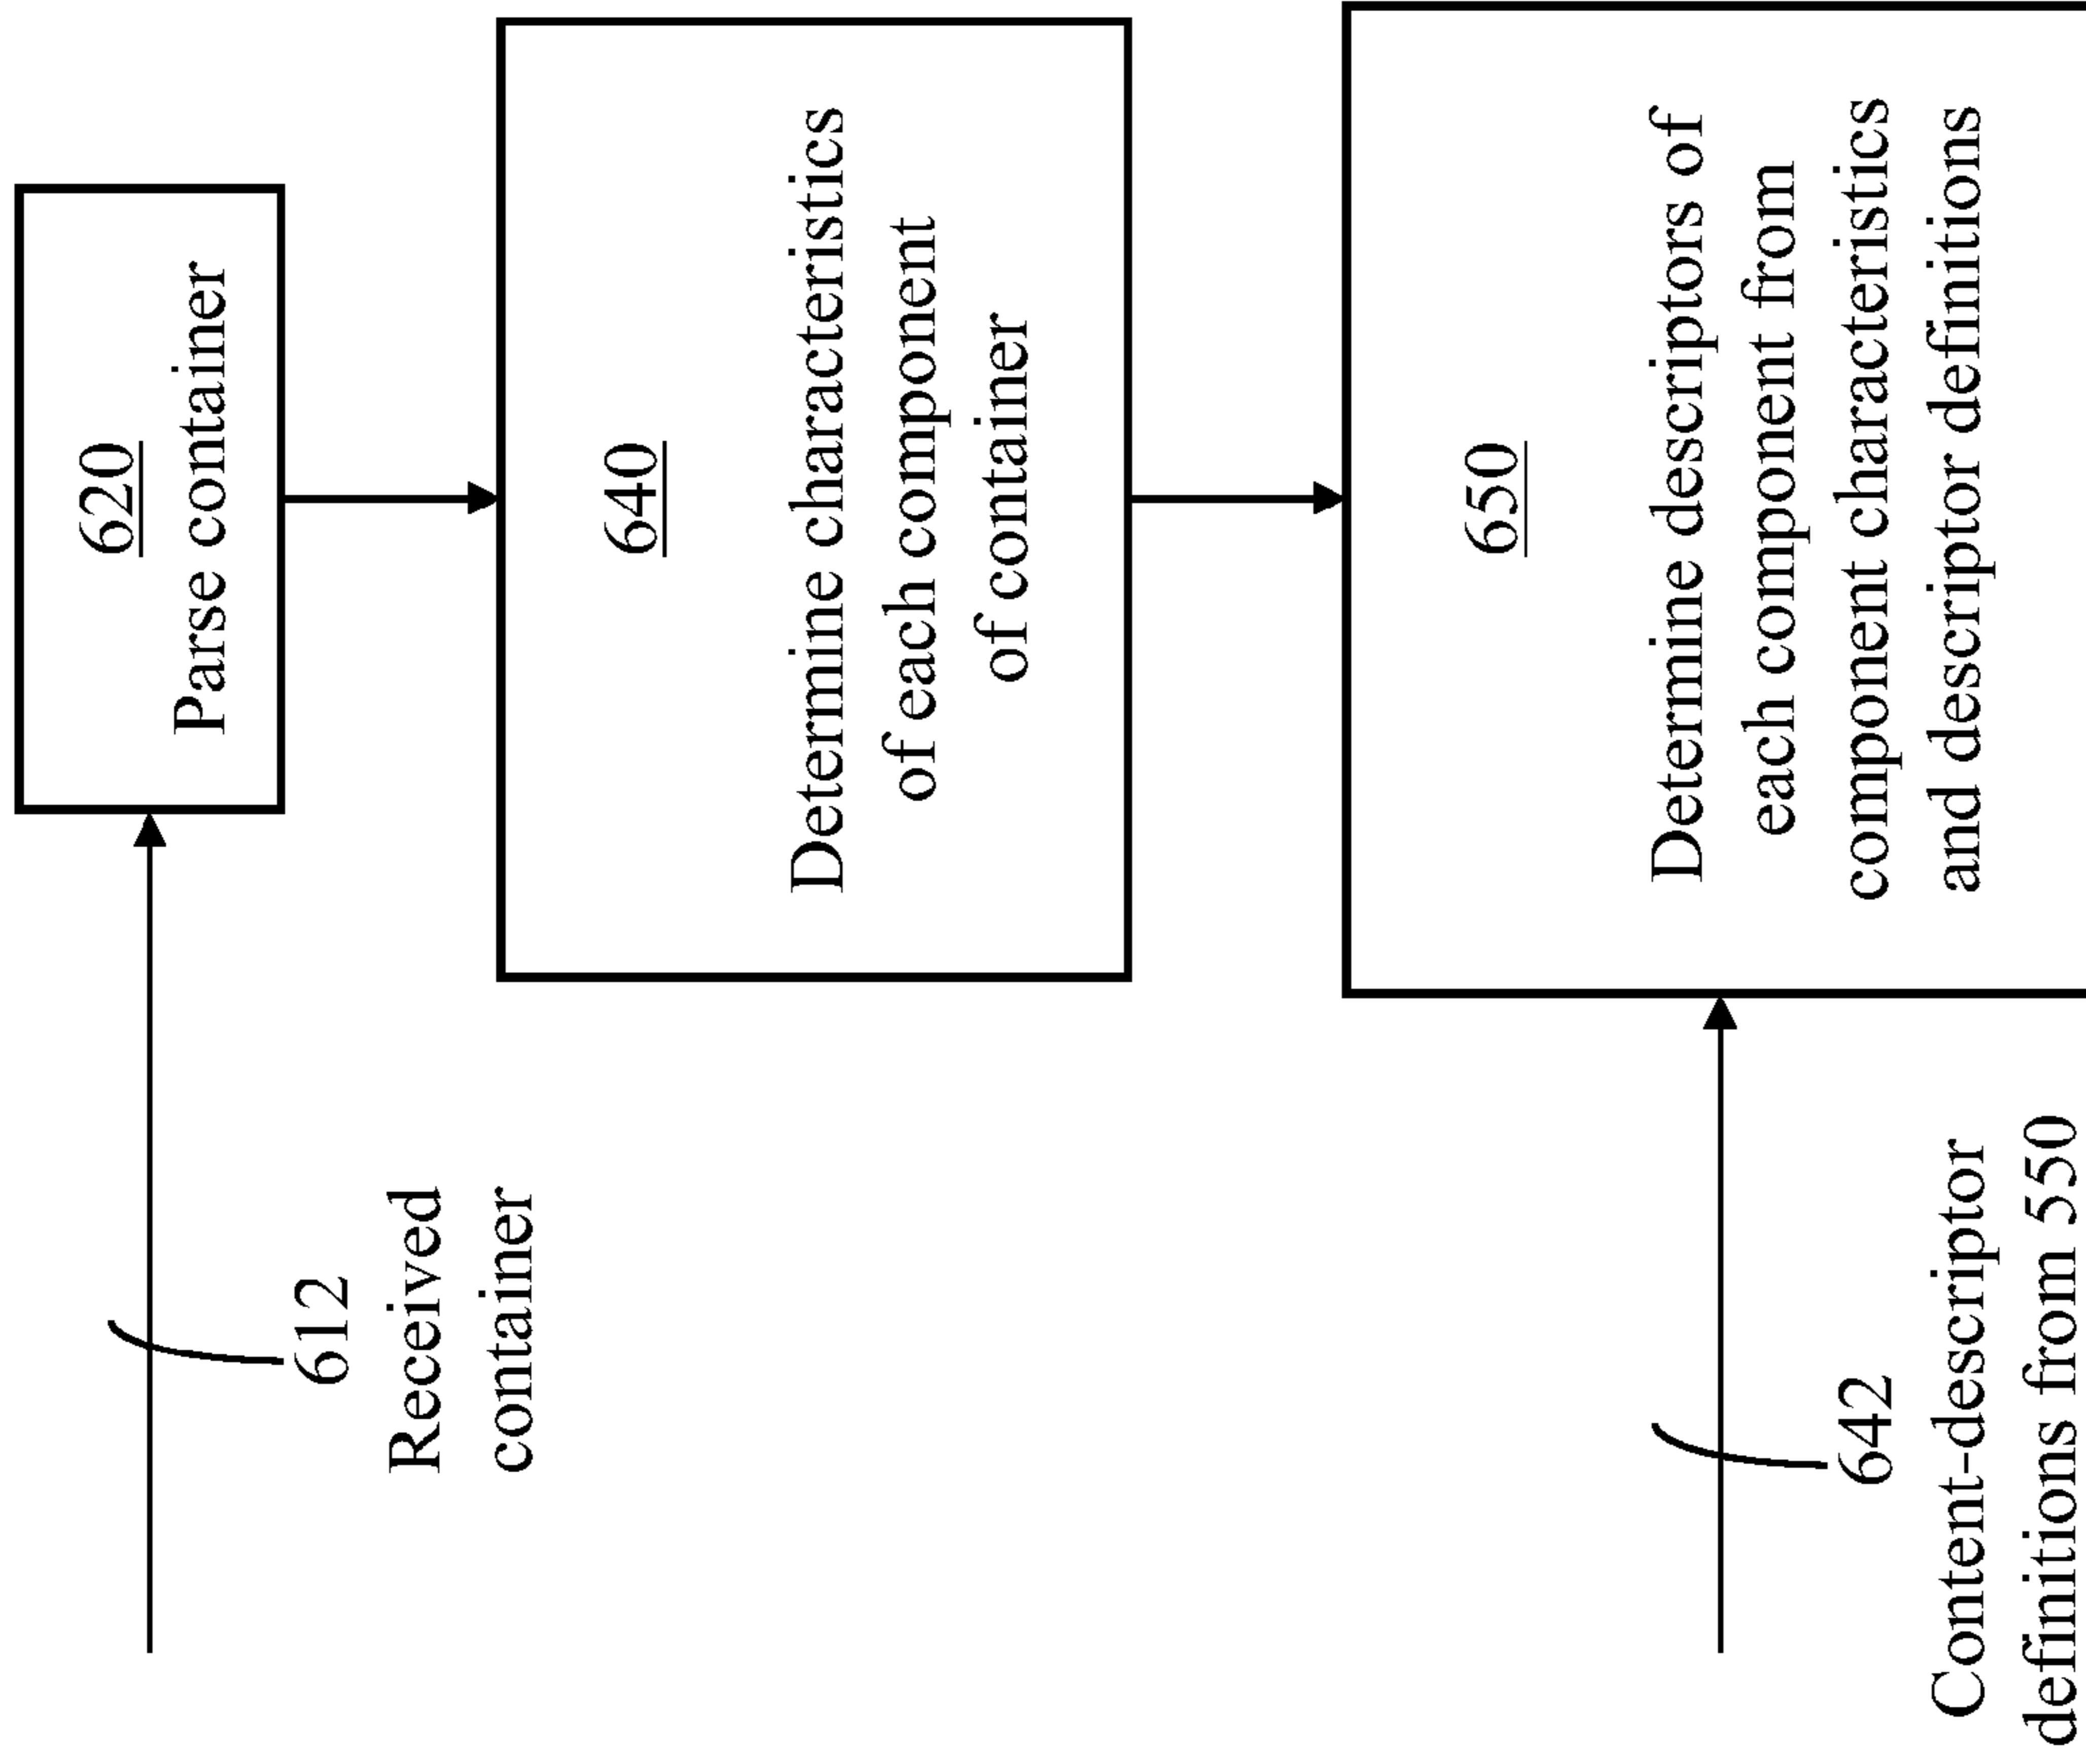 620
Parse container
612
Received
container
640
Determine characteristics
of each component
of container
650
Determine descriptors of
each component from
component characteristics
and descriptor definitions
642
Content-descriptor
definitions from 550